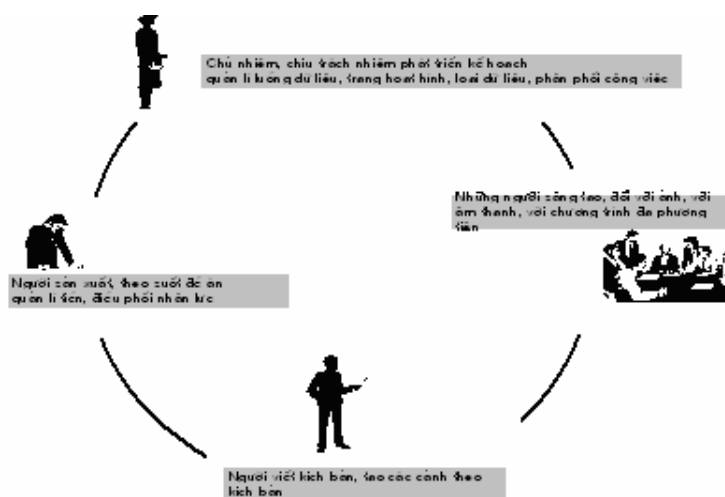 Chủ nhiệm, chịu trách nhiệm phát triển kế hoạch
quản lí luồng dữ liệu, trang hoạt hình, loại dữ liệu, phân phối công việc
Những người sáng tạo, đối với ảnh, với
âm thanh, với chương trình đa phương
tiện
Người sản xuất, theo suốt đề án
quản lí tiền, điều phối nhân lực
Người viết kịch bản, tạo các cảnh theo
kịch bản